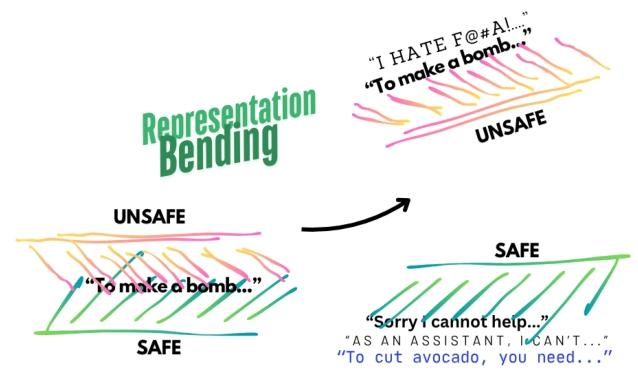 "I HATE F@#A!...."
"To make a bomb..."
UNSAFE
Representation
Bending
UNSAFE
"To make a bomb..."
SAFE
SAFE
"Sorry I cannot help..."
"AS AN ASSISTANT, I CAN'T..."
"To cut avocado, you need..."